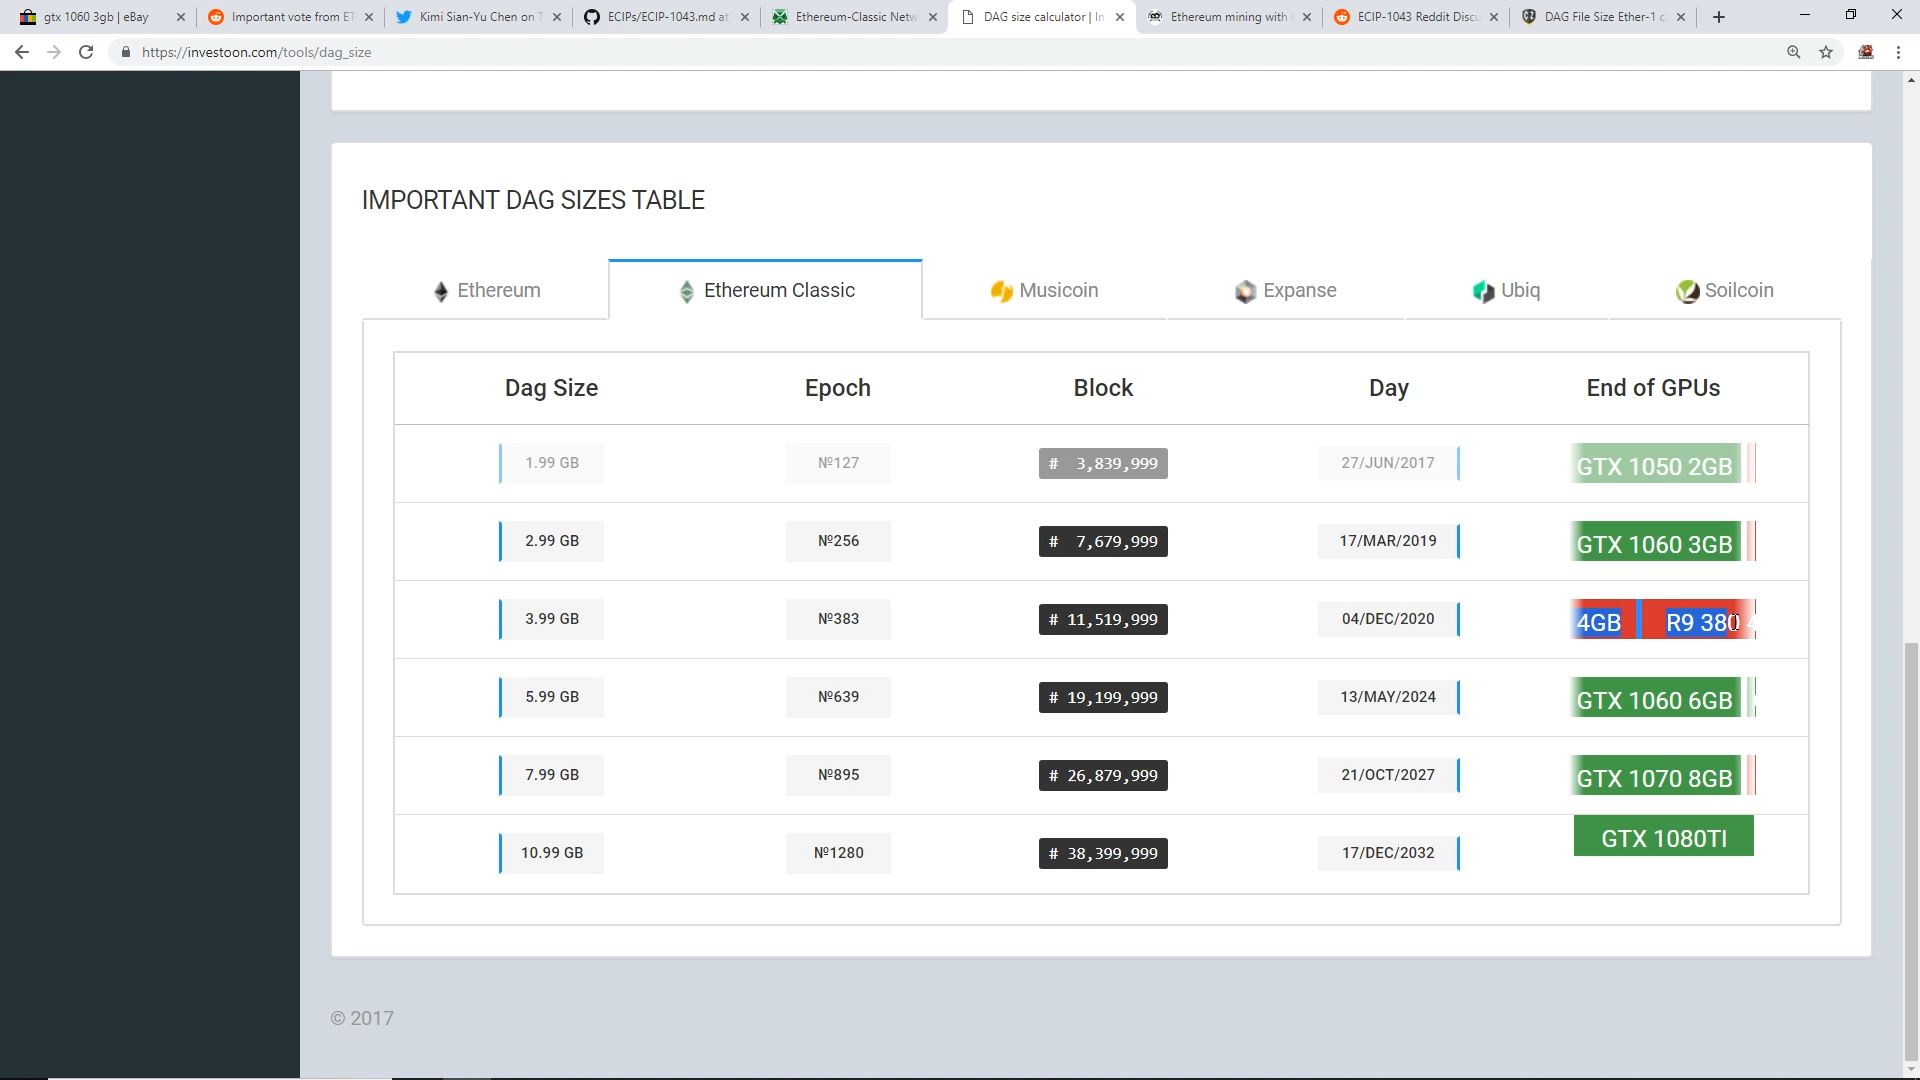 gtx 1060 3gb | eBay
Important vote from ET
Kimi Sian-Yu Chen on T
ECIPs/ECIP-1043.md at
Ethereum-Classic Netw
DAG size calculator | In
Ethereum mining with
ECIP-1043 Reddit Discu
DAG File Size Ether-1 c
https://investoon.com/tools/dag_size
IMPORTANT DAG SIZES TABLE
Ethereum
Ethereum Classic
Musicoin
Expanse
Ubiq
Soilcoin
Dag Size Epoch Block Day End of GPUs
1.99 GB №127 # 3,839,999 27/JUN/2017 GTX 1050 2GB
2.99 GB №256 # 7,679,999 17/MAR/2019 GTX 1060 3GB
3.99 GB №383 # 11,519,999 04/DEC/2020 4GB R9 380 4
5.99 GB №639 # 19,199,999 13/MAY/2024 GTX 1060 6GB
7.99 GB №895 # 26,879,999 21/OCT/2027 GTX 1070 8GB
10.99 GB №1280 # 38,399,999 17/DEC/2032 GTX 1080TI
© 2017